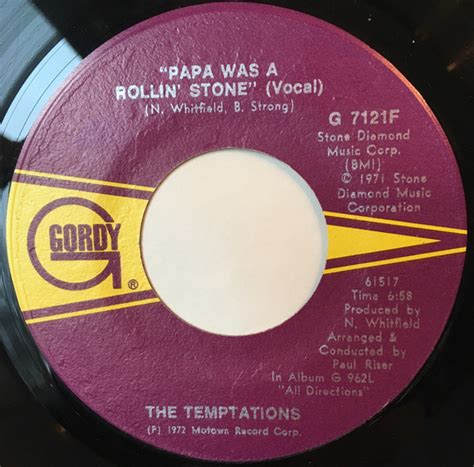 "PAPA WAS A
ROLLIN' STONE" (Vocal)
(N. Whitfield, B. Strong)
G 7121F
Stone Diamond
Music Corp.
(BMI)
© 1971 Stone
Diamond Music
Corporation
GORDY
®
61517
Time 6:58
Produced by
N. Whitfield
Arranged &
Conducted by
Paul Riser
In Album G 962L
"All Directions"
THE TEMPTATIONS
(P) 1972 Motown Record Corp.